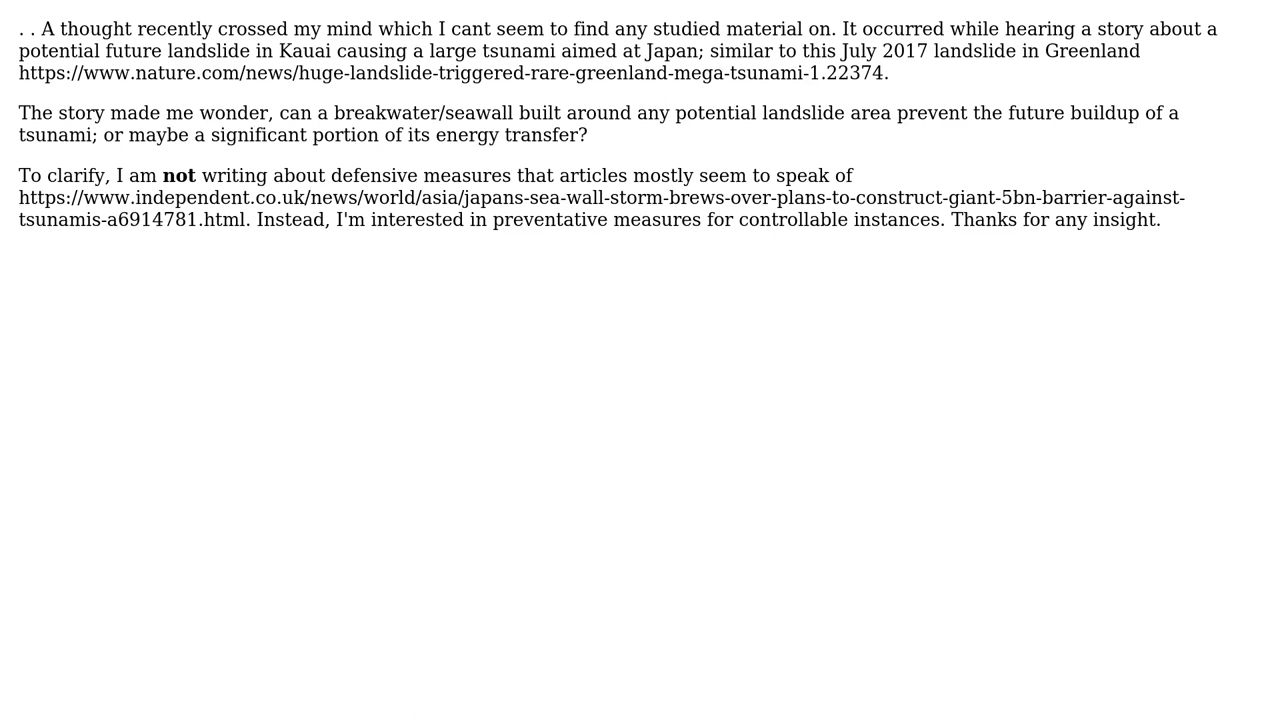 . . A thought recently crossed my mind which I cant seem to find any studied material on. It occurred while hearing a story about a
potential future landslide in Kauai causing a large tsunami aimed at Japan; similar to this July 2017 landslide in Greenland
https://www.nature.com/news/huge-landslide-triggered-rare-greenland-mega-tsunami-1.22374.
The story made me wonder, can a breakwater/seawall built around any potential landslide area prevent the future buildup of a
tsunami; or maybe a significant portion of its energy transfer?
To clarify, I am not writing about defensive measures that articles mostly seem to speak of
https://www.independent.co.uk/news/world/asia/japans-sea-wall-storm-brews-over-plans-to-construct-giant-5bn-barrier-against-
tsunamis-a6914781.html. Instead, I'm interested in preventative measures for controllable instances. Thanks for any insight.